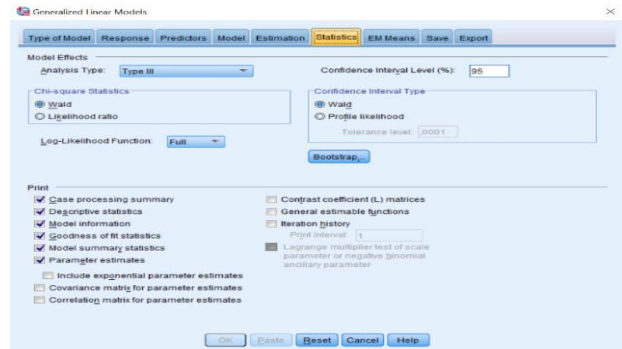 Generalized Linear Models
Type of Model Response Predictors Model Estimation Statistics EM Means Save Export
Model Effects
Analysis Type: Type III Confidence Interval Level (%): 95
Chi-square Statistics
Wald
Likelihood ratio
Confidence Interval Type
Wald
Profile likelihood
Tolerance level: .0001
Log-Likelihood Function: Full
Bootstrap...
Print
Case processing summary
Descriptive statistics
Model information
Goodness of fit statistics
Model summary statistics
Parameter estimates
Include exponential parameter estimates
Covariance matrix for parameter estimates
Correlation matrix for parameter estimates
Contrast coefficient (L) matrices
General estimable functions
Iteration history
Print Interval: 1
Lagrange multiplier test of scale
parameter or negative binomial
ancillary parameter
OK Paste Reset Cancel Help